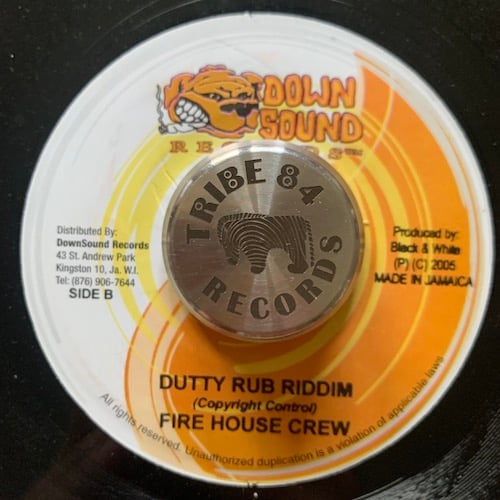 DOWN
SOUND
RECORDS™
TRIBE 84
RECORDS
Distributed By:
DownSound Records
43 St. Andrew Park
Kingston 10, Ja. W.I.
Tel: (876) 906-7644
SIDE B
Produced by:
Black & White
(P) (C) 2005
MADE IN JAMAICA
DUTTY RUB RIDDIM
(Copyright Control)
FIRE HOUSE CREW
All rights reserved. Unauthorized duplication is a violation of applicable laws